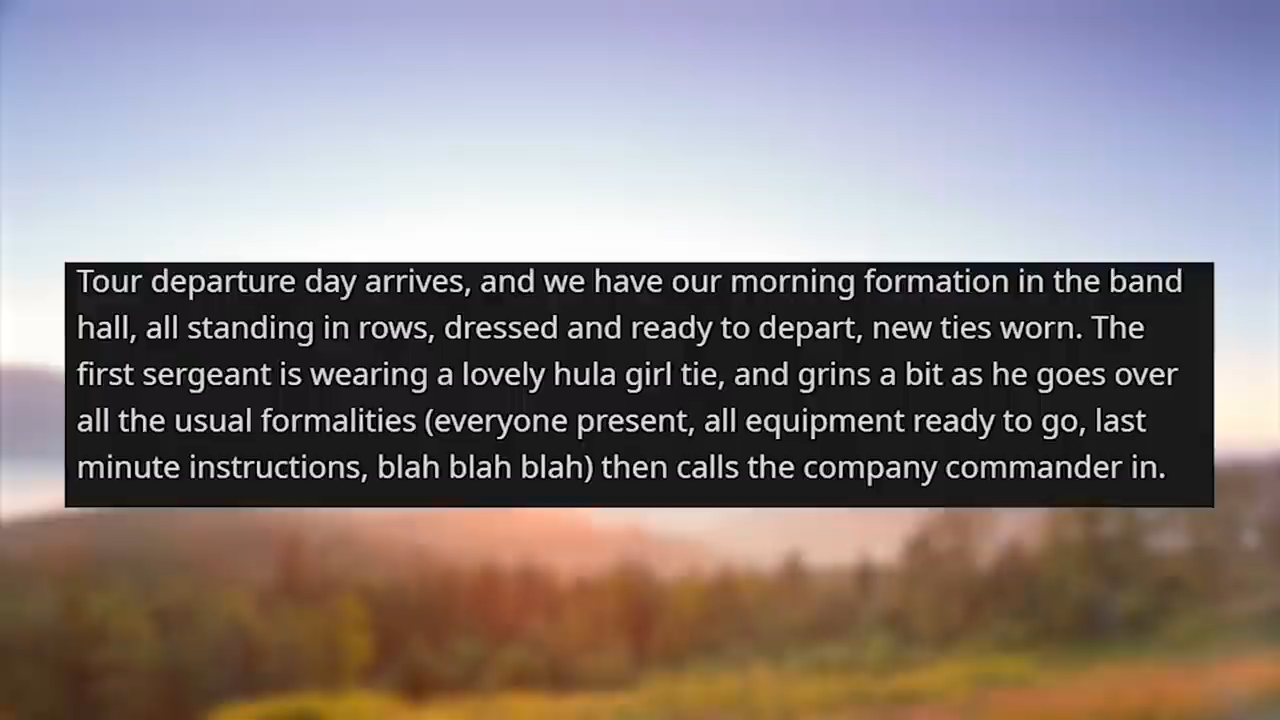 Tour departure day arrives, and we have our morning formation in the band
hall, all standing in rows, dressed and ready to depart, new ties worn. The
first sergeant is wearing a lovely hula girl tie, and grins a bit as he goes over
all the usual formalities (everyone present, all equipment ready to go, last
minute instructions, blah blah blah) then calls the company commander in.